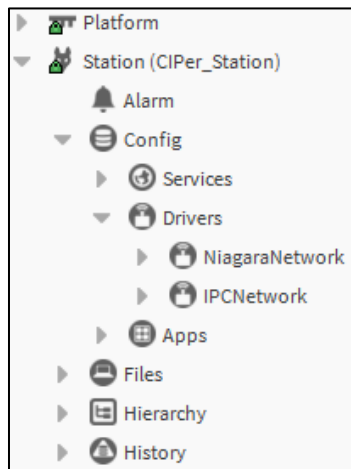 Platform
Station (CIPer_Station)
Alarm
Config
Services
Drivers
NiagaraNetwork
IPCNetwork
Apps
Files
Hierarchy
History